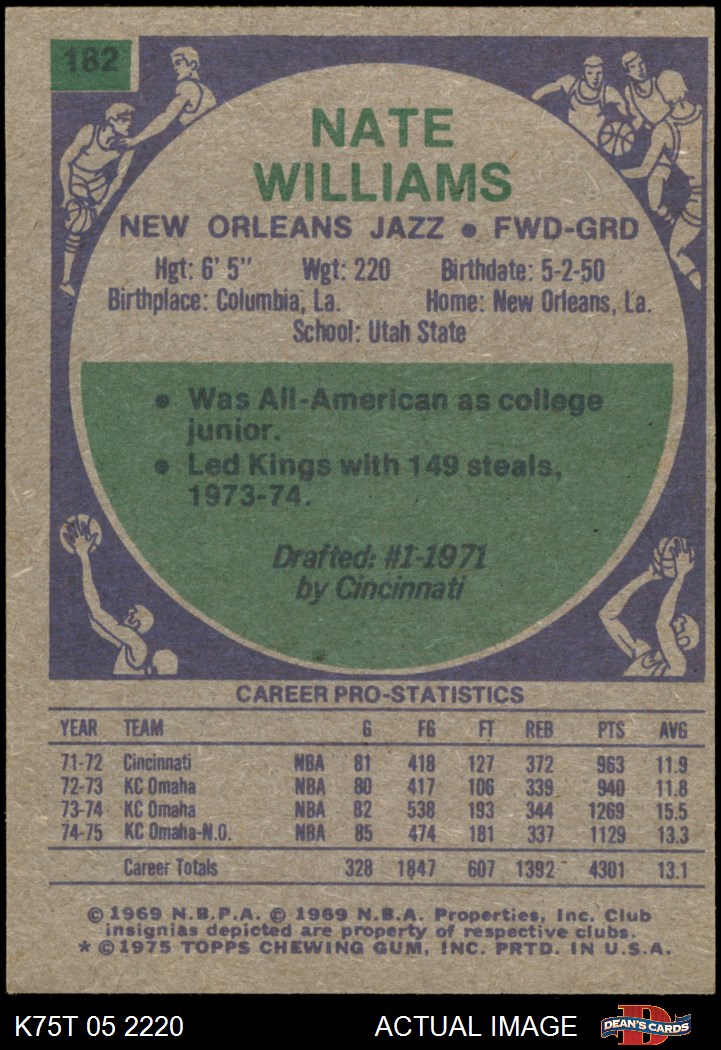 182
NATE
WILLIAMS
NEW ORLEANS JAZZ • FWD-GRD
Hgt: 6' 5" Wgt: 220 Birthdate: 5-2-50
Birthplace: Columbia, La. Home: New Orleans, La.
School: Utah State
• Was All-American as college
junior.
• Led Kings with 149 steals,
1973-74.
Drafted: #1-1971
by Cincinnati
CAREER PRO-STATISTICS
YEAR TEAM G FG FT REB PTS AVG
71-72 Cincinnati NBA 81 418 127 372 963 11.9
72-73 KC Omaha NBA 80 417 106 339 940 11.8
73-74 KC Omaha NBA 82 538 193 344 1269 15.5
74-75 KC Omaha-N.O. NBA 85 474 181 337 1129 13.3
Career Totals 328 1847 607 1392 4301 13.1
© 1969 N.B.P.A. © 1969 N.B.A. Properties, Inc. Club
insignias depicted are property of respective clubs.
* © 1975 TOPPS CHEWING GUM, INC. PRTD. IN U.S.A.
K75T 05 2220 ACTUAL IMAGE DEAN'S CARDS